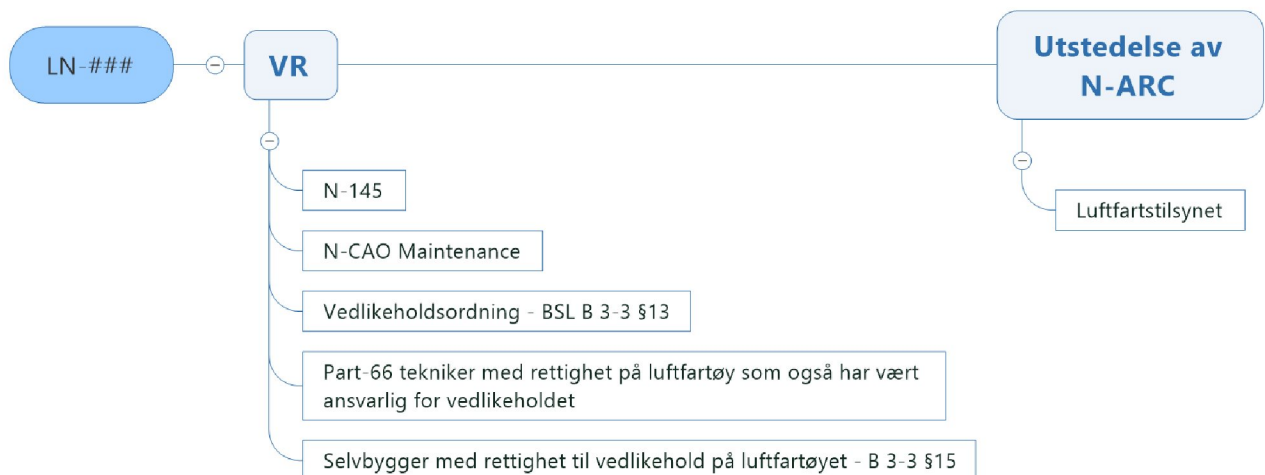 LN-###
VR
Utstedelse av
N-ARC
N-145
N-CAO Maintenance
Vedlikeholdsordning - BSL B 3-3 §13
Part-66 tekniker med rettighet på luftfartøy som også har vært
ansvarlig for vedlikeholdet
Selvbygger med rettighet til vedlikehold på luftfartøyet - B 3-3 §15
Luftfartstilsynet